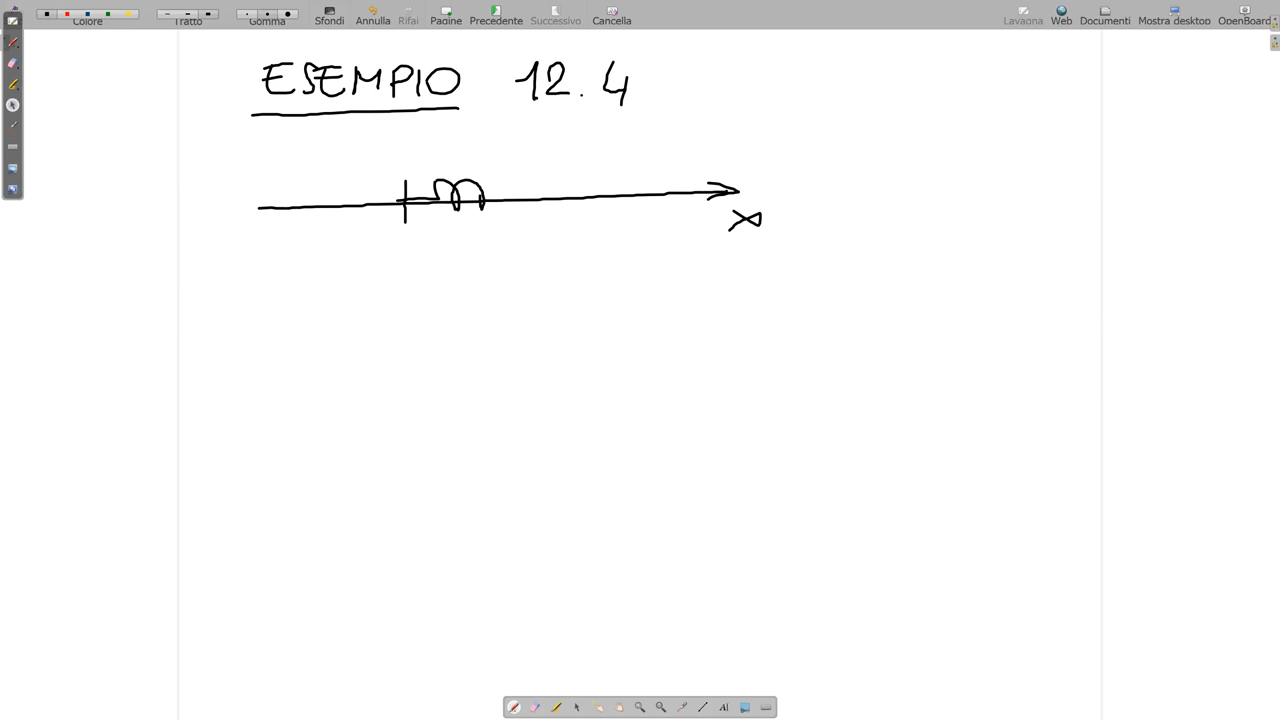 Colore Tratto Gomma Sfondi Annulla Rifai Pagine Precedente Successivo Cancella Lavagna Web Documenti Mostra desktop OpenBoard
ESEMPIO 12.4
x